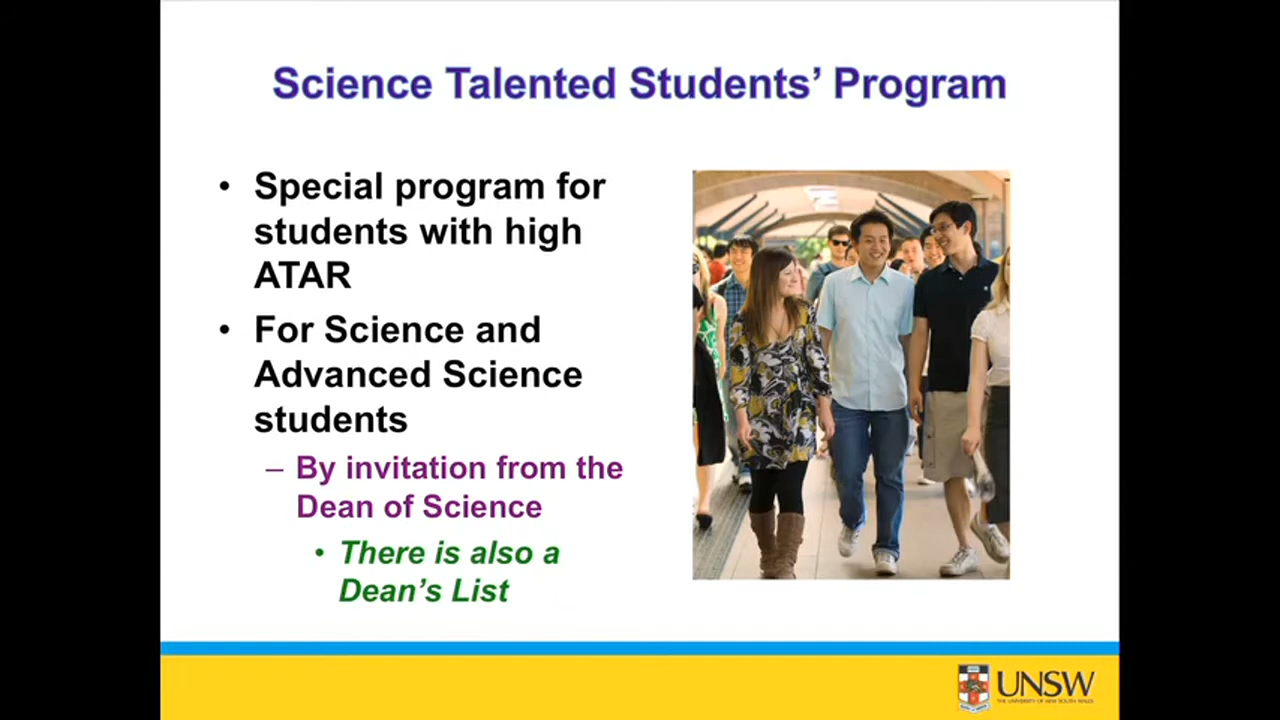 Science Talented Students’ Program
• Special program for
students with high
ATAR
• For Science and
Advanced Science
students
– By invitation from the
Dean of Science
• There is also a
Dean’s List
UNSW
THE UNIVERSITY OF NEW SOUTH WALES